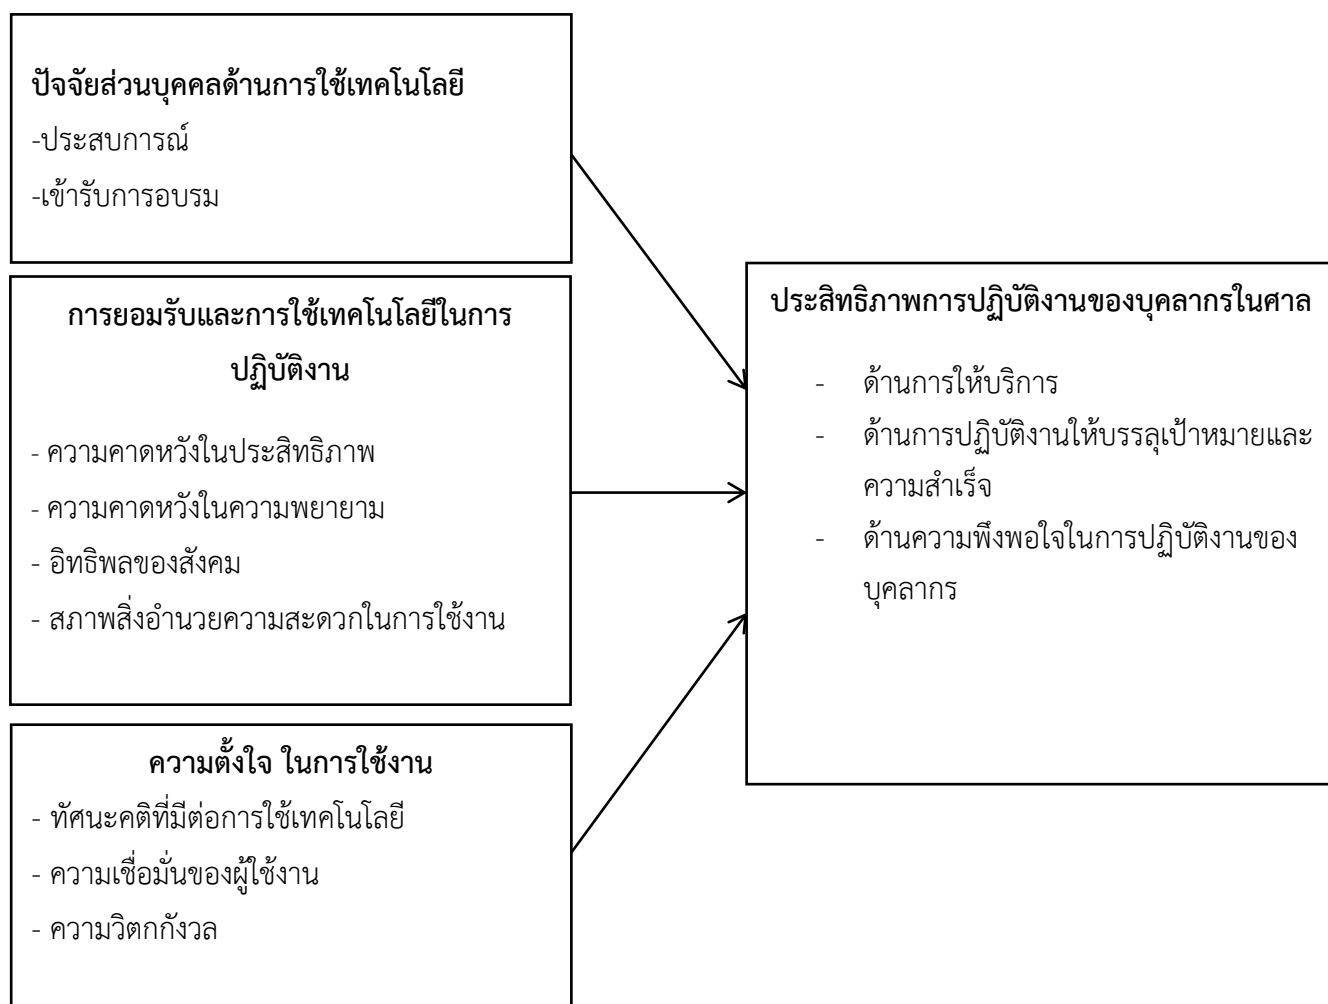 ปัจจัยส่วนบุคคลด้านการใช้เทคโนโลยี
-ประสบการณ์
-เข้ารับการอบรม
การยอมรับและการใช้เทคโนโลยีในการ
ปฏิบัติงาน
- ความคาดหวังในประสิทธิภาพ
- ความคาดหวังในความพยายาม
- อิทธิพลของสังคม
- สภาพสิ่งอำนวยความสะดวกในการใช้งาน
ความตั้งใจ ในการใช้งาน
- ทัศนะคติที่มีต่อการใช้เทคโนโลยี
- ความเชื่อมั่นของผู้ใช้งาน
- ความวิตกกังวล
ประสิทธิภาพการปฏิบัติงานของบุคลากรในศาล
- ด้านการให้บริการ
- ด้านการปฏิบัติงานให้บรรลุเป้าหมายและ
ความสำเร็จ
- ด้านความพึงพอใจในการปฏิบัติงานของ
บุคลากร